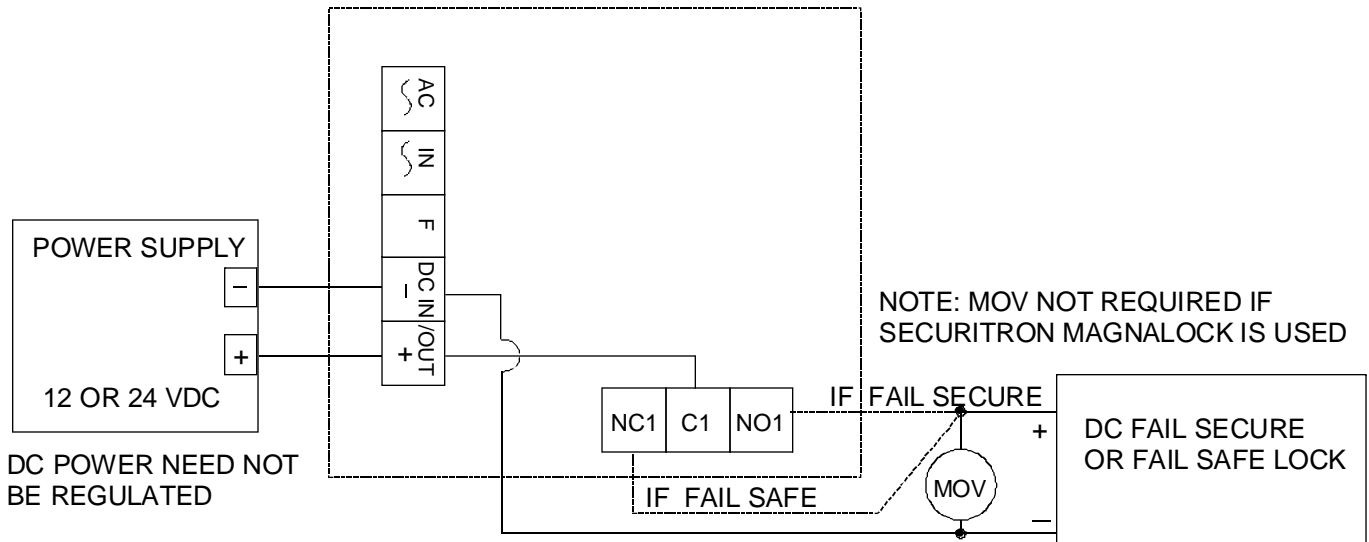 AC
IN
F
DC IN /OUT
−
+
POWER SUPPLY
−
+
12 OR 24 VDC
DC POWER NEED NOT
BE REGULATED
NOTE: MOV NOT REQUIRED IF
SECURITRON MAGNALOCK IS USED
NC1
C1
NO1
IF FAIL SECURE
IF FAIL SAFE
MOV
+
−
DC FAIL SECURE
OR FAIL SAFE LOCK